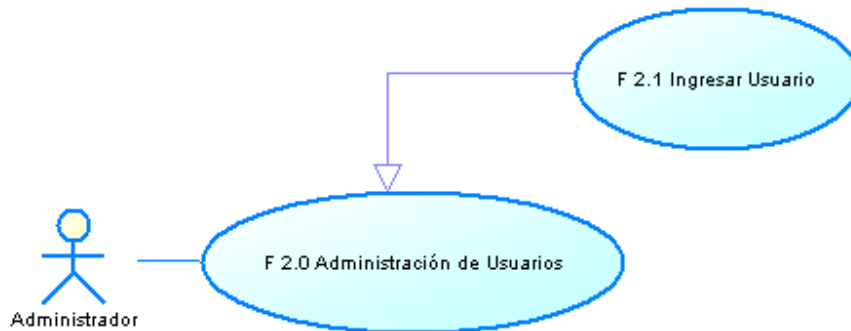 F 2.1 Ingresar Usuario
F 2.0 Administración de Usuarios
Administrador